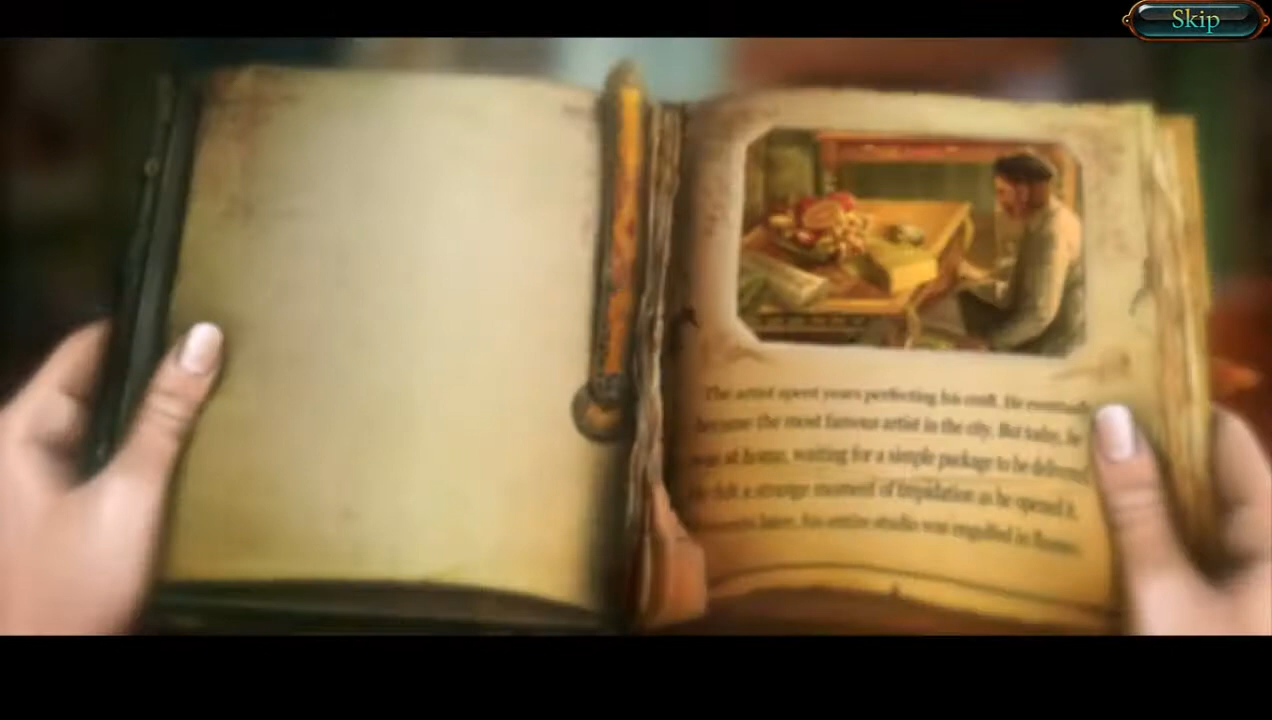 Skip
The artist spent years perfecting his craft. He eventually
became the most famous artist in the city. But today, he
was at home, waiting for a simple package to be delivered.
He felt a strange moment of trepidation as he opened it.
later, his entire studio was engulfed in flames.